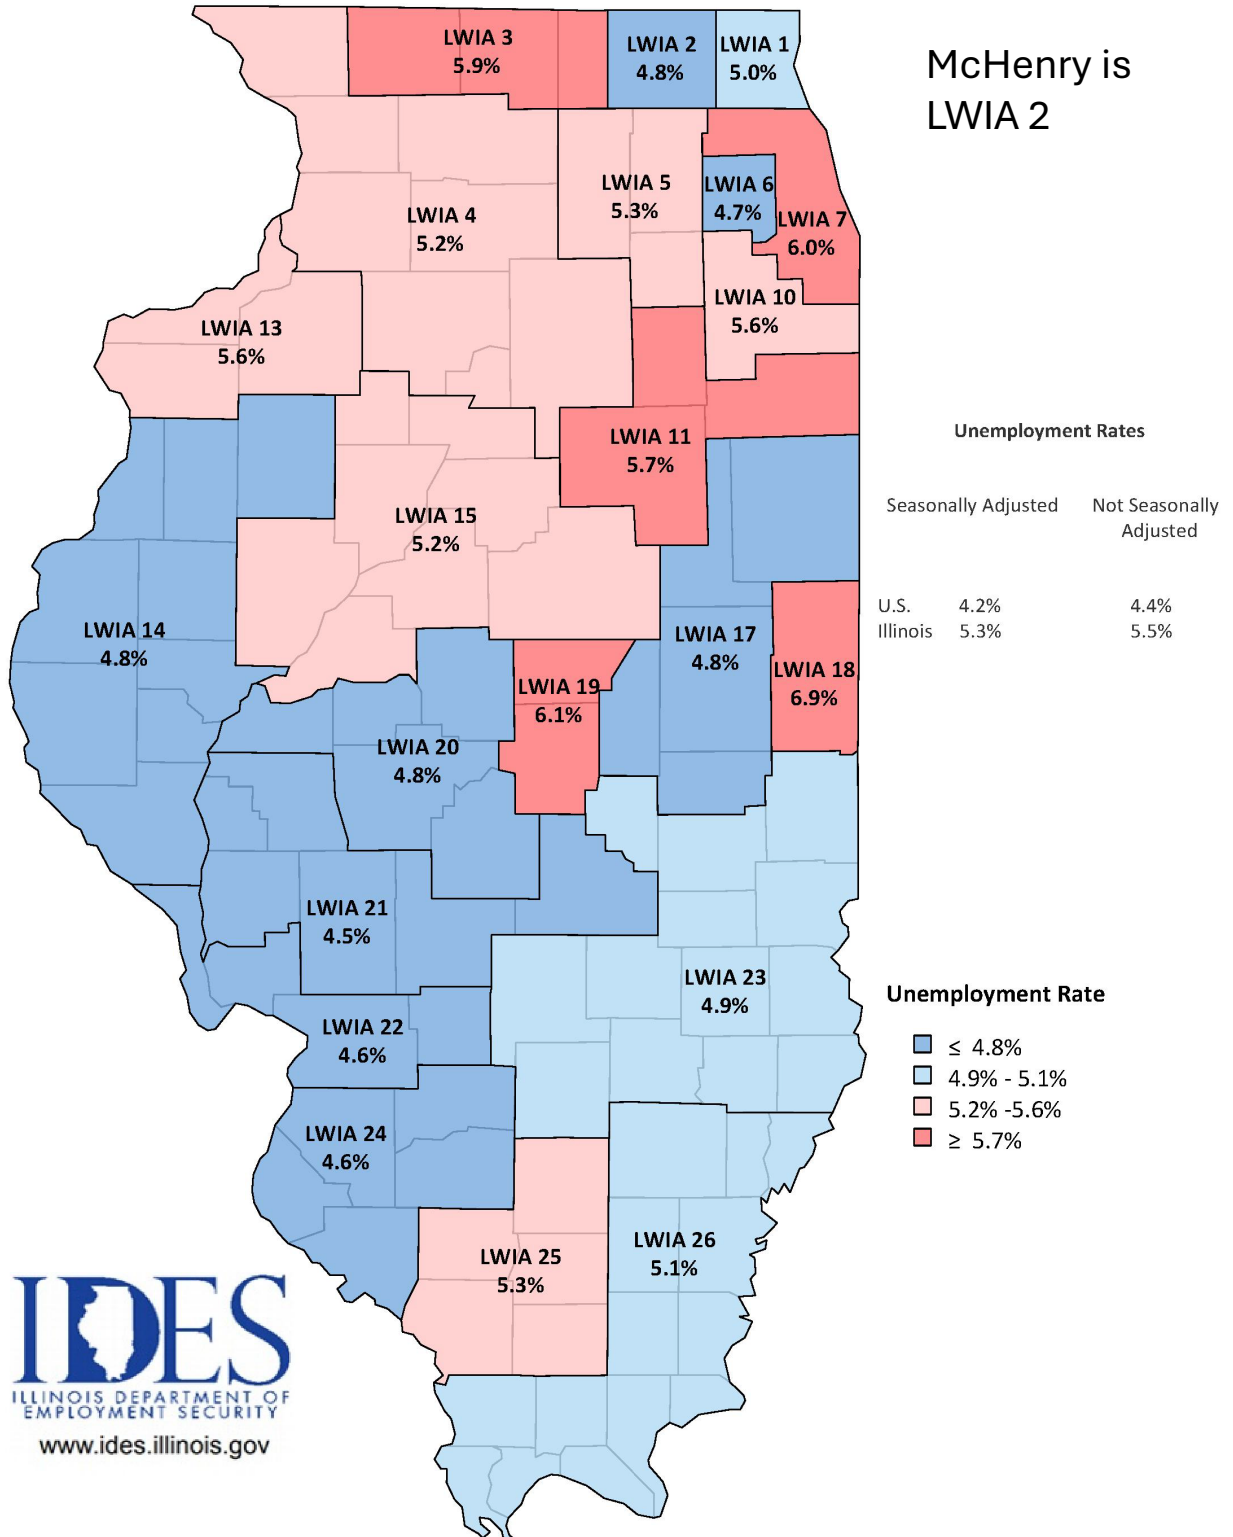 McHenry is
LWIA 2
LWIA 3
5.9%
LWIA 2
4.8%
LWIA 1
5.0%
LWIA 5
5.3%
LWIA 6
4.7%
LWIA 7
6.0%
LWIA 4
5.2%
LWIA 10
5.6%
LWIA 13
5.6%
LWIA 11
5.7%
LWIA 15
5.2%
LWIA 14
4.8%
LWIA 17
4.8%
LWIA 18
6.9%
LWIA 19
6.1%
LWIA 20
4.8%
LWIA 21
4.5%
LWIA 23
4.9%
LWIA 22
4.6%
LWIA 24
4.6%
LWIA 25
5.3%
LWIA 26
5.1%
Unemployment Rates
Seasonally Adjusted Not Seasonally
Adjusted
U.S. 4.2% 4.4%
Illinois 5.3% 5.5%
Unemployment Rate
≤ 4.8%
4.9% - 5.1%
5.2% -5.6%
≥ 5.7%
IDES
ILLINOIS DEPARTMENT OF
EMPLOYMENT SECURITY
www.ides.illinois.gov